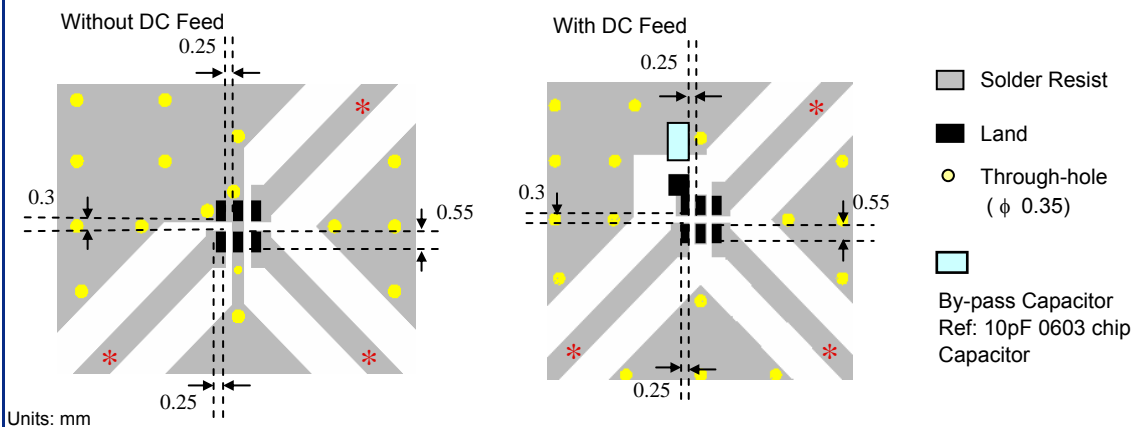 Without DC Feed
0.25
*
0.3
0.55
*
*
0.25
Units: mm
With DC Feed
0.25
*
0.3
0.55
*
*
0.25
Solder Resist
Land
Through-hole
( ϕ 0.35)
By-pass Capacitor
Ref: 10pF 0603 chip
Capacitor